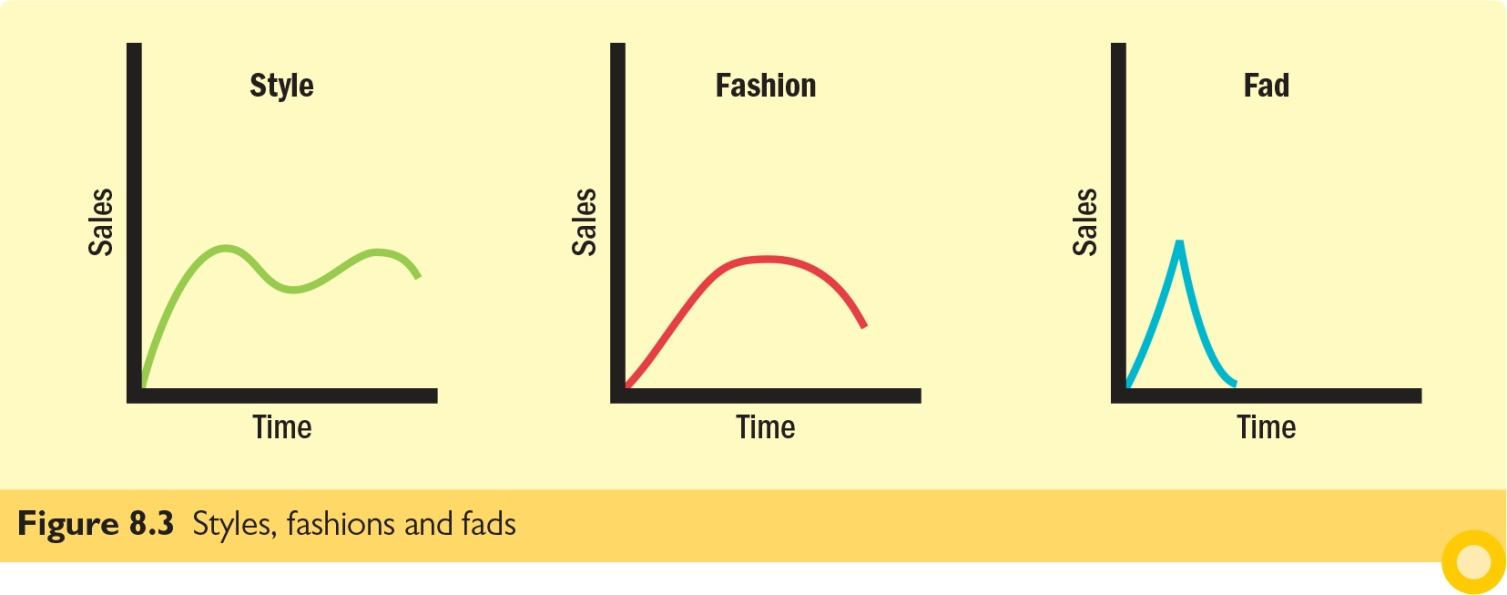 Style
Sales
Time
Fashion
Sales
Time
Fad
Sales
Time
Figure 8.3 Styles, fashions and fads